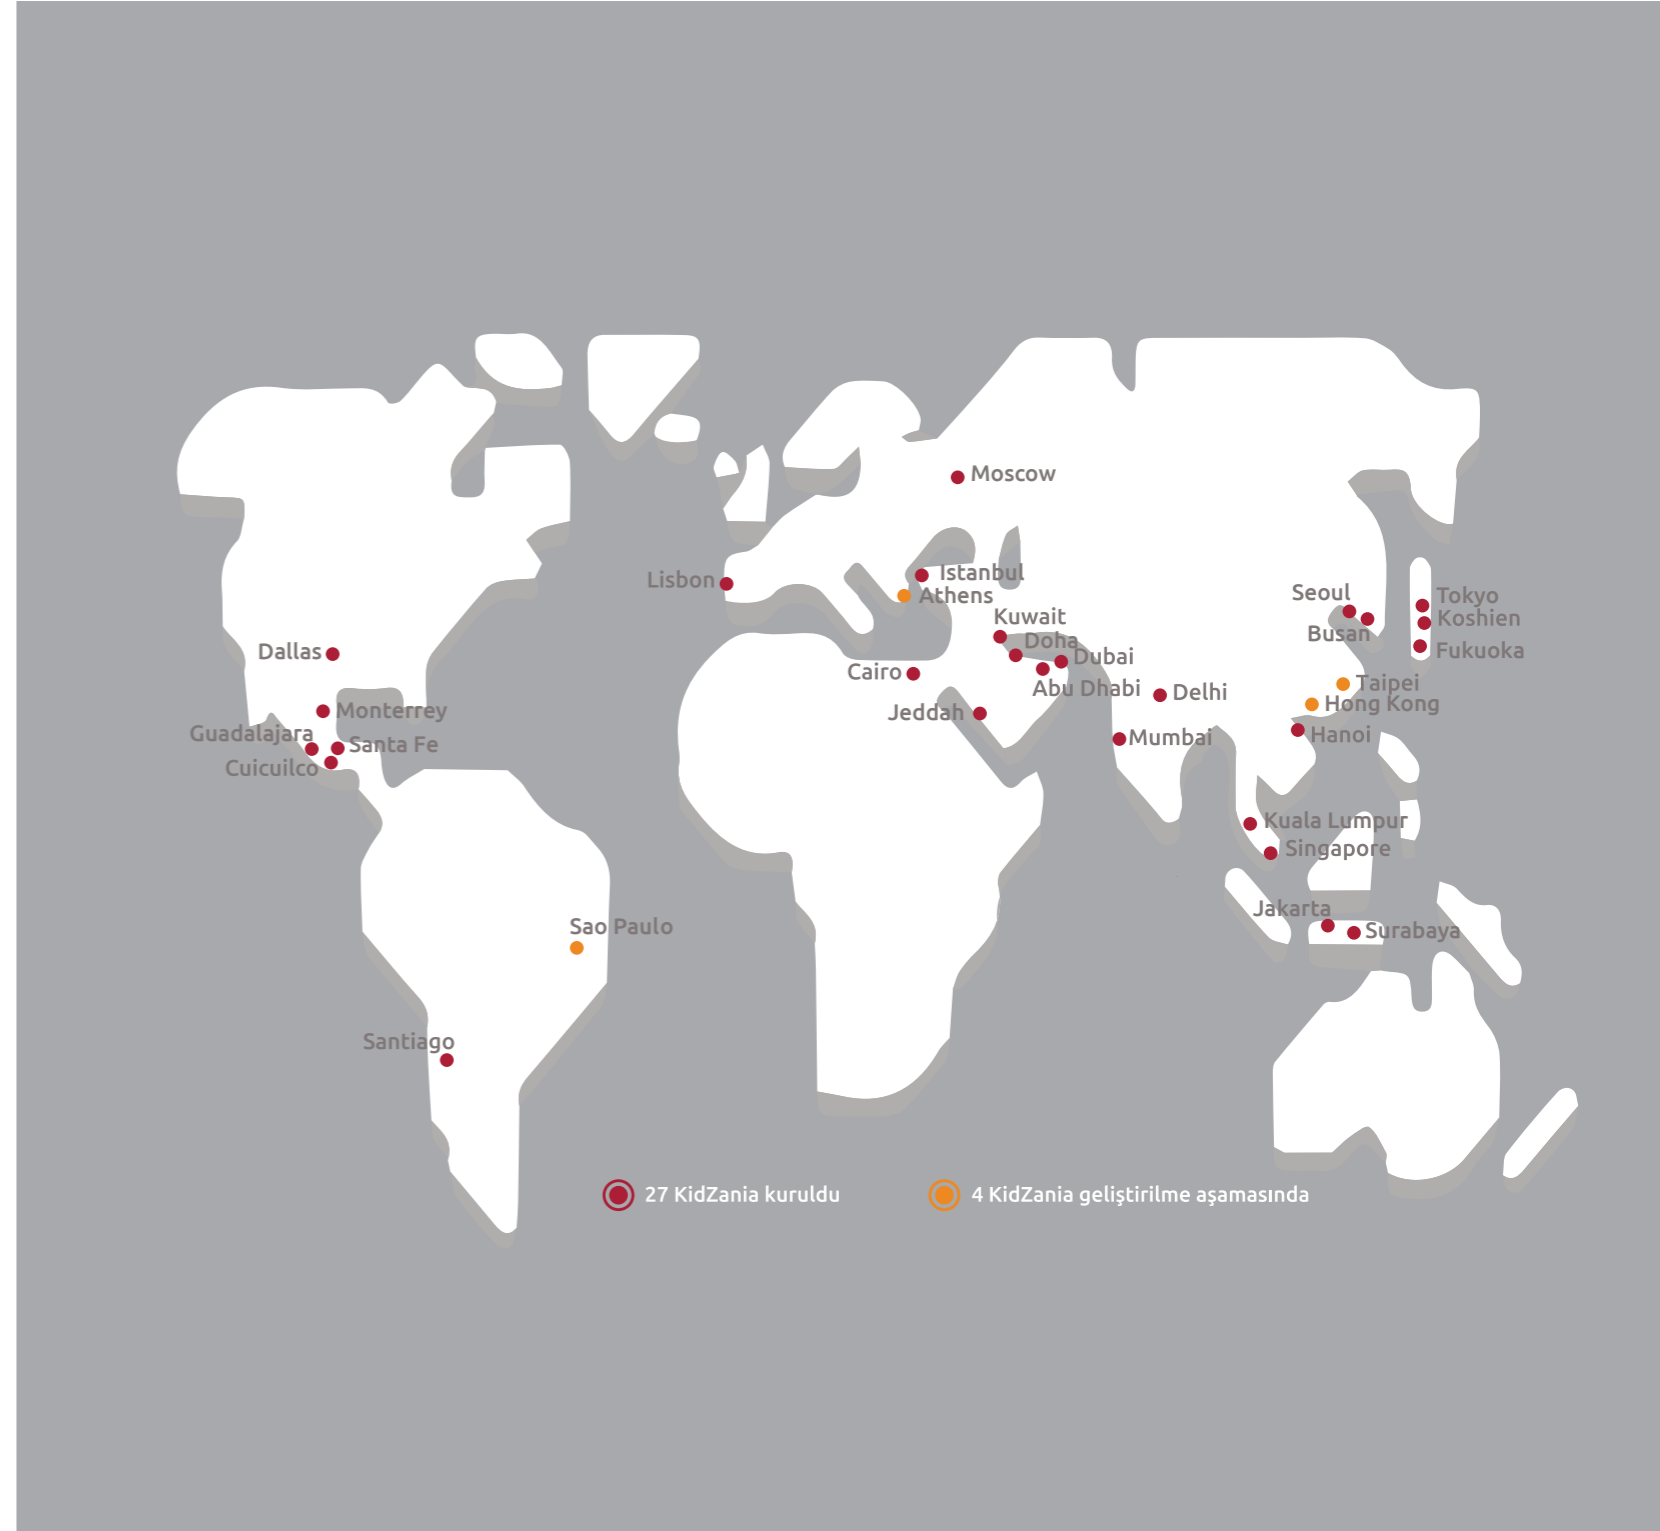 Moscow
Istanbul
Lisbon
Athens
Seoul
Tokyo
Kuwait
Koshien
Busan
Doha
Dallas
Fukuoka
Dubai
Cairo
Taipei
Abu Dhabi
Delhi
Hong Kong
Monterrey
Jeddah
Guadalajara
Hanoi
Mumbai
Santa Fe
Cuicuilco
Kuala Lumpur
Singapore
Jakarta
Sao Paulo
Surabaya
Santiago
27 KidZania kuruldu
4 KidZania geliştirilme aşamasında